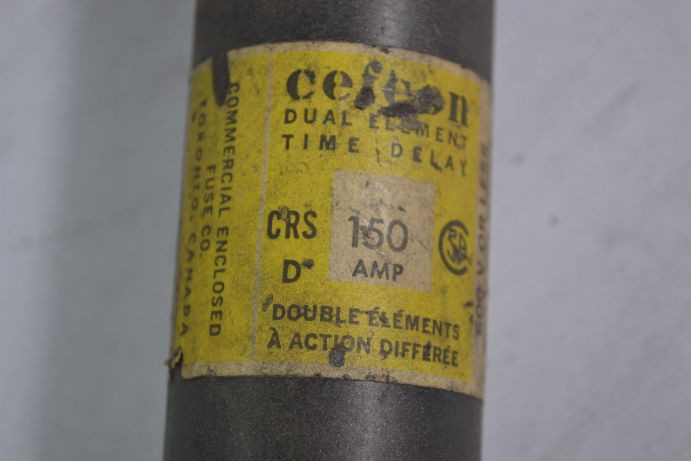 cefcon
DUAL ELEMENT
TIME DELAY
CRS 150
D AMP
DOUBLE ÉLÉMENTS
À ACTION DIFFÉRÉE
COMMERCIAL ENCLOSED
FUSE CO.
TORONTO, CANADA